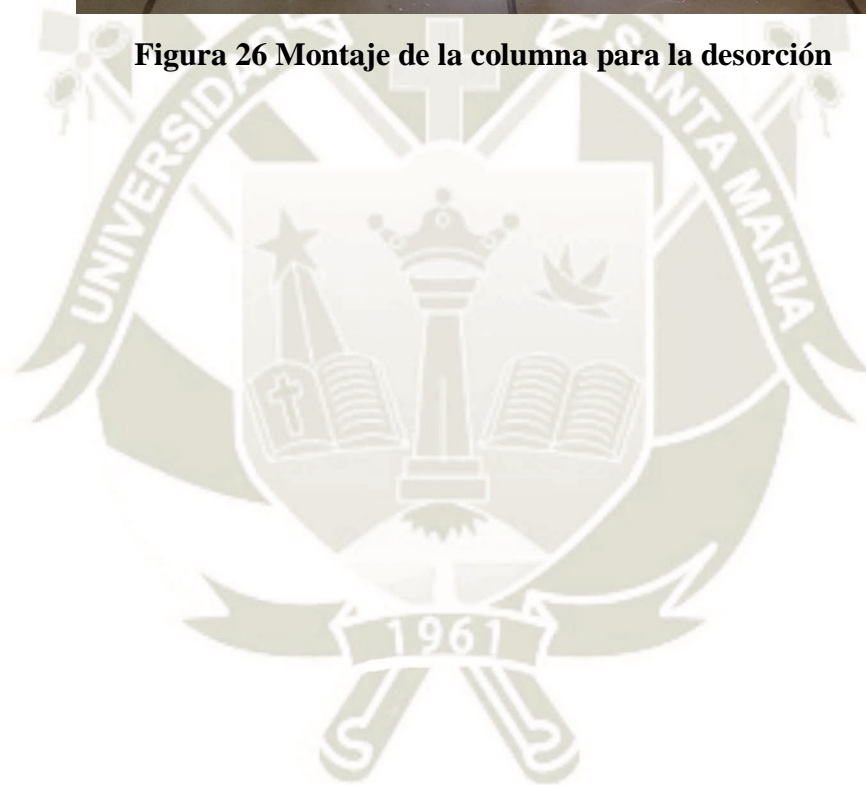 Figura 26 Montaje de la columna para la desorción
UNIVERSIDAD SANTA MARIA
1961